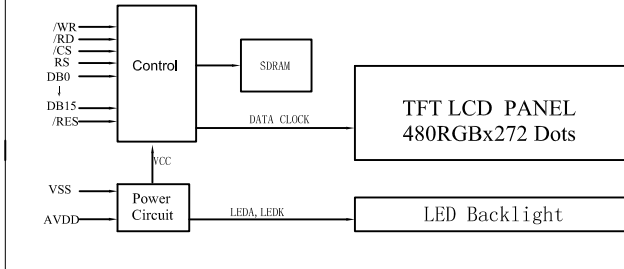 /WR
/RD
/CS
RS
DB0
DB15
/RES
Control
SDRAM
DATA CLOCK
TFT LCD PANEL
480RGBx272 Dots
VCC
VSS
AVDD
Power
Circuit
LEDA, LEDK
LED Backlight